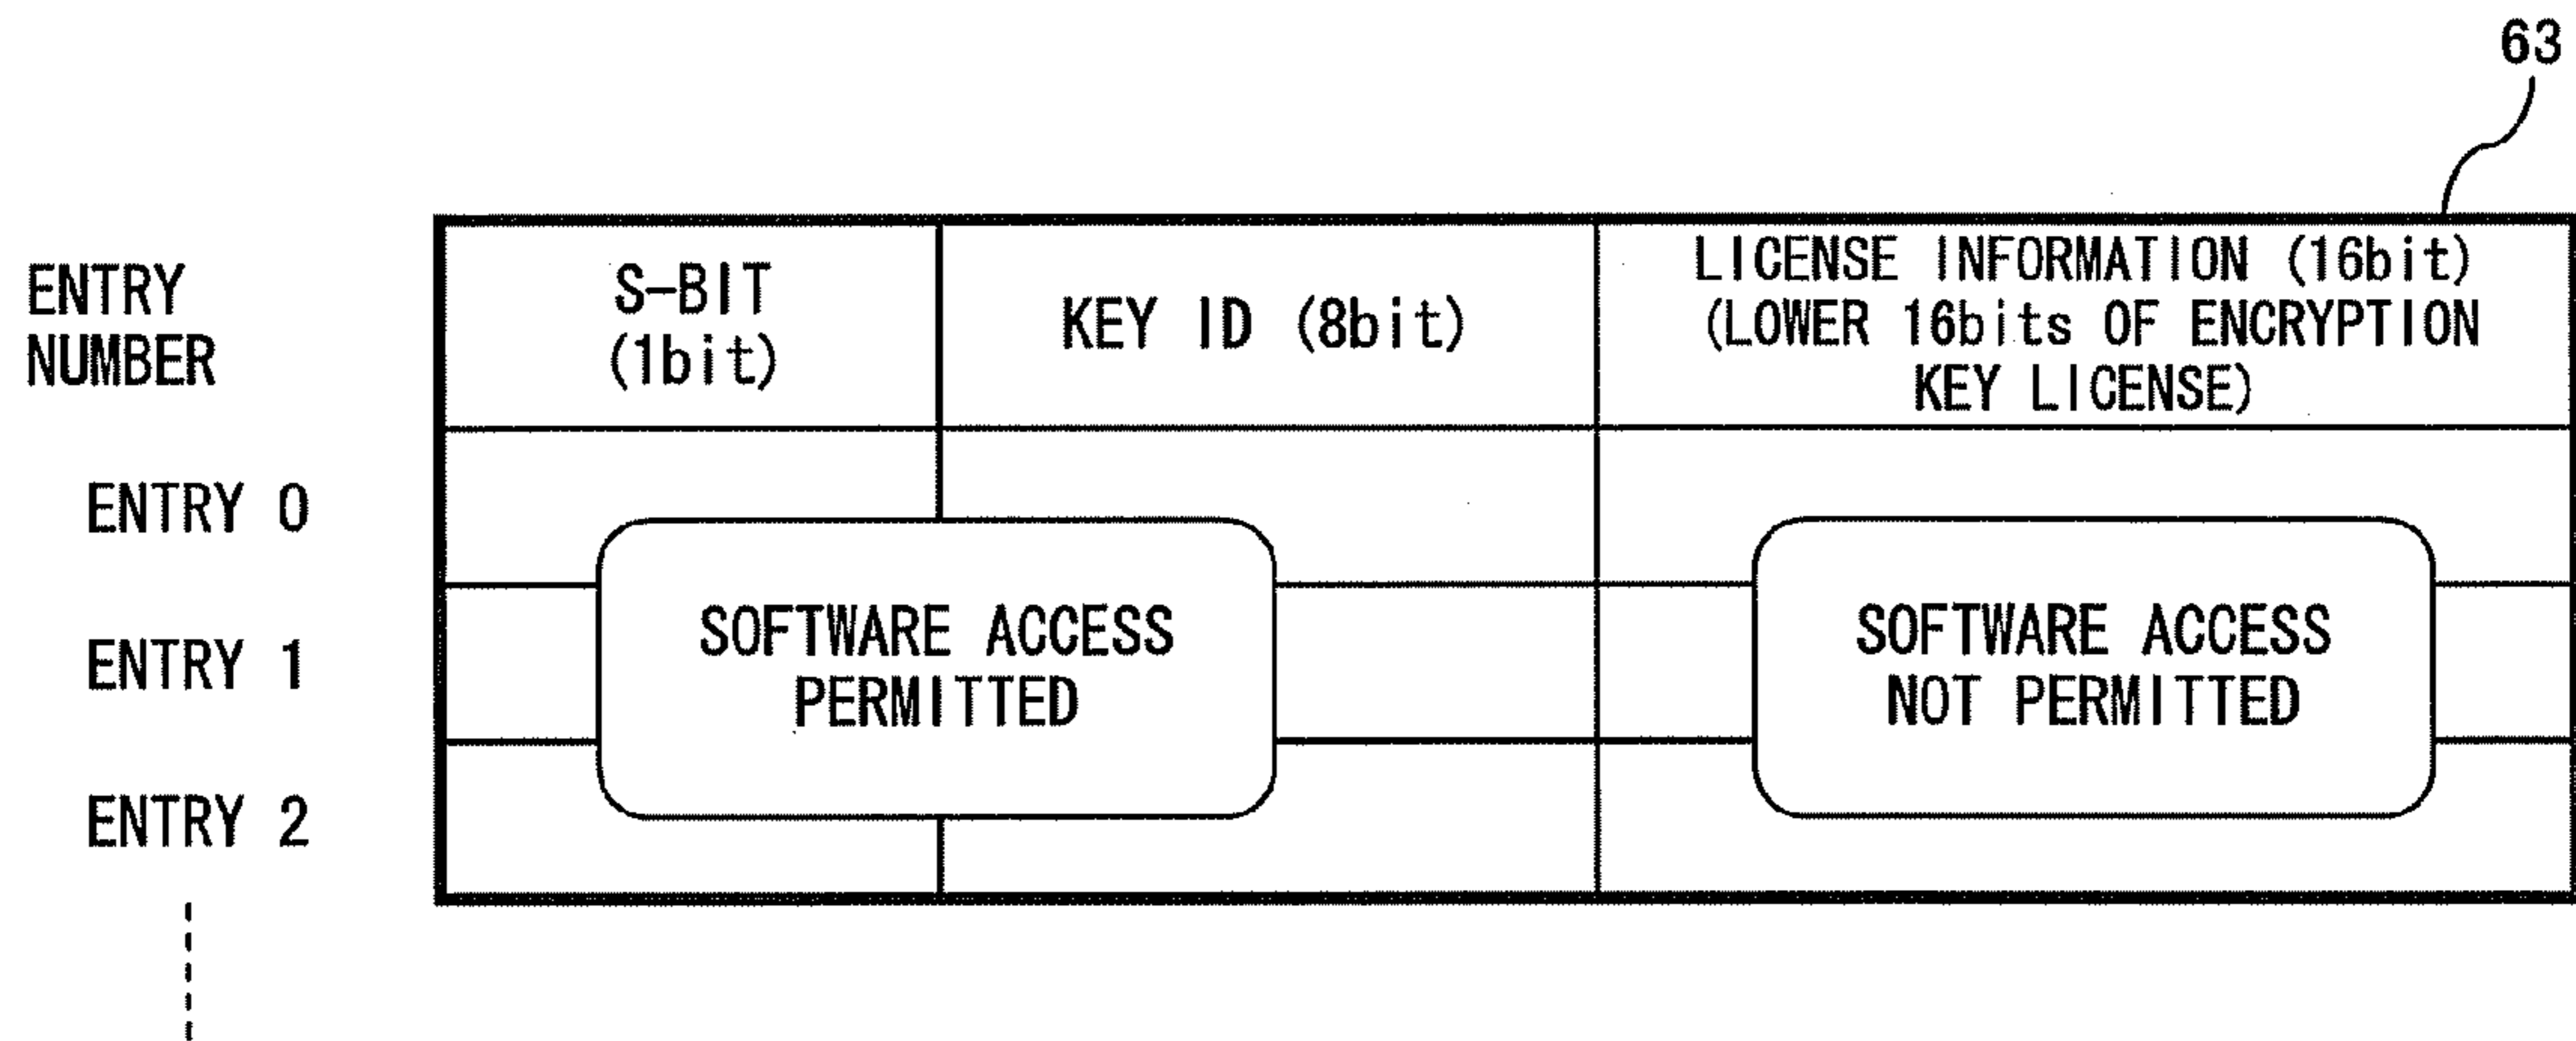 63
ENTRY
NUMBER
S-BIT
(1bit)
KEY ID (8bit)
LICENSE INFORMATION (16bit)
(LOWER 16bits OF ENCRYPTION
KEY LICENSE)
ENTRY 0
ENTRY 1
ENTRY 2
SOFTWARE ACCESS
PERMITTED
SOFTWARE ACCESS
NOT PERMITTED